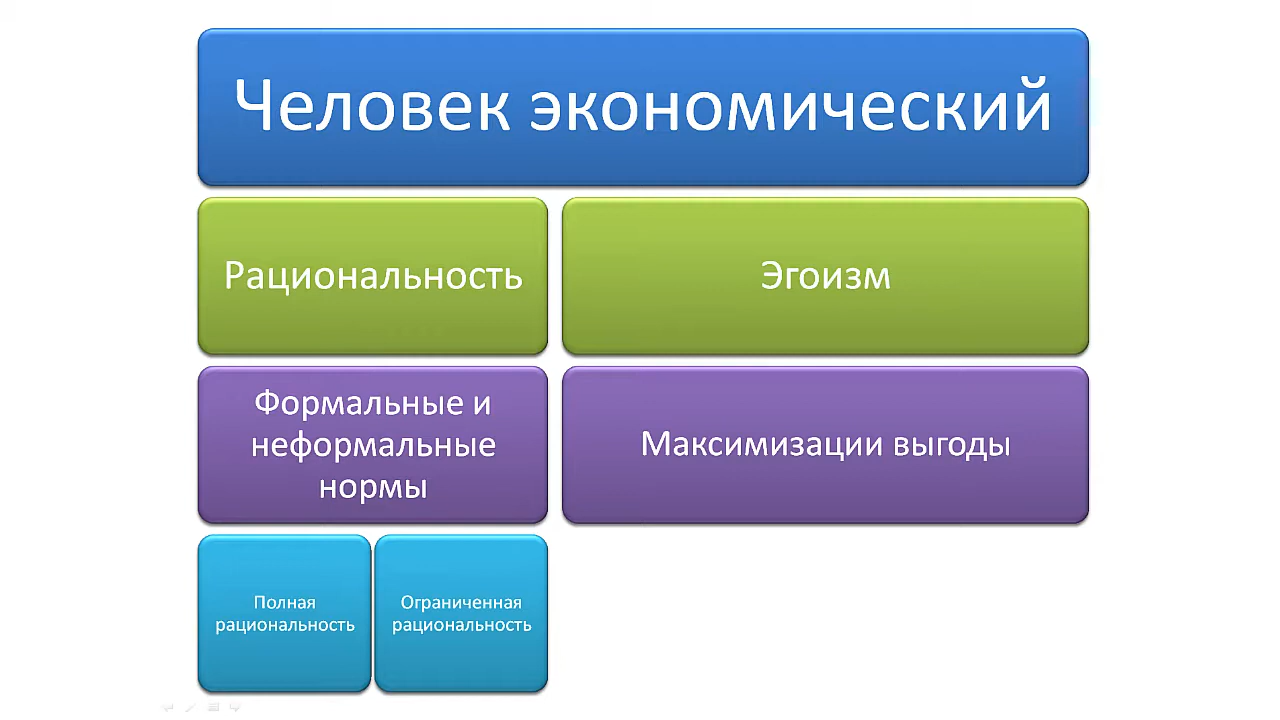 Человек экономический
Рациональность
Эгоизм
Формальные и
неформальные
нормы
Максимизации выгоды
Полная
рациональность
Ограниченная
рациональность